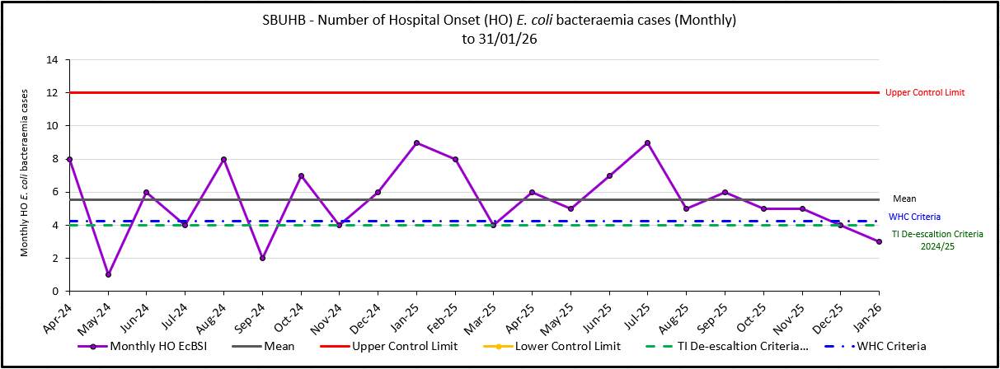 SBUHB - Number of Hospital Onset (HO) E. coli bacteraemia cases (Monthly)
to 31/01/26
Monthly HO E. coli bacteraemia cases
14
12
10
8
6
4
2
0
Upper Control Limit
Mean
WHC Criteria
TI De-escaltion Criteria
2024/25
Apr-24 May-24 Jun-24 Jul-24 Aug-24 Sep-24 Oct-24 Nov-24 Dec-24 Jan-25 Feb-25 Mar-25 Apr-25 May-25 Jun-25 Jul-25 Aug-25 Sep-25 Oct-25 Nov-25 Dec-25 Jan-26
Monthly HO EcBSI Mean Upper Control Limit Lower Control Limit TI De-escaltion Criteria... WHC Criteria